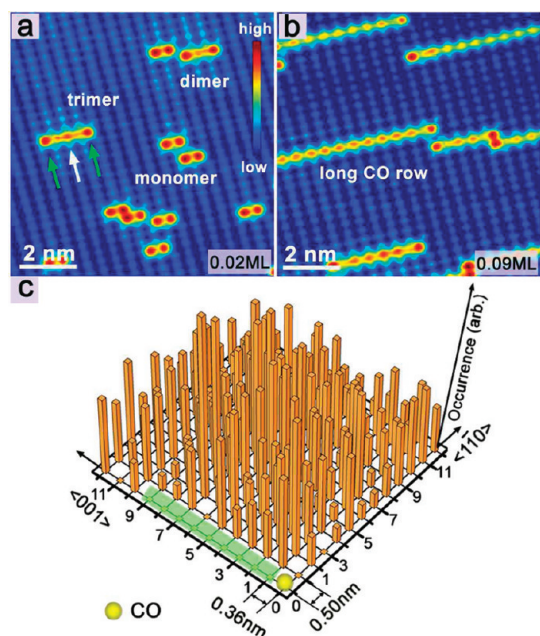 a
high
dimer
trimer
low
monomer
2 nm
0.02ML
b
long CO row
2 nm
0.09ML
c
Occurrence (arb.)
<001>
11
9
7
5
3
1
0
0.36nm
<1̄10>
11
9
7
5
3
1
0
0.50nm
CO